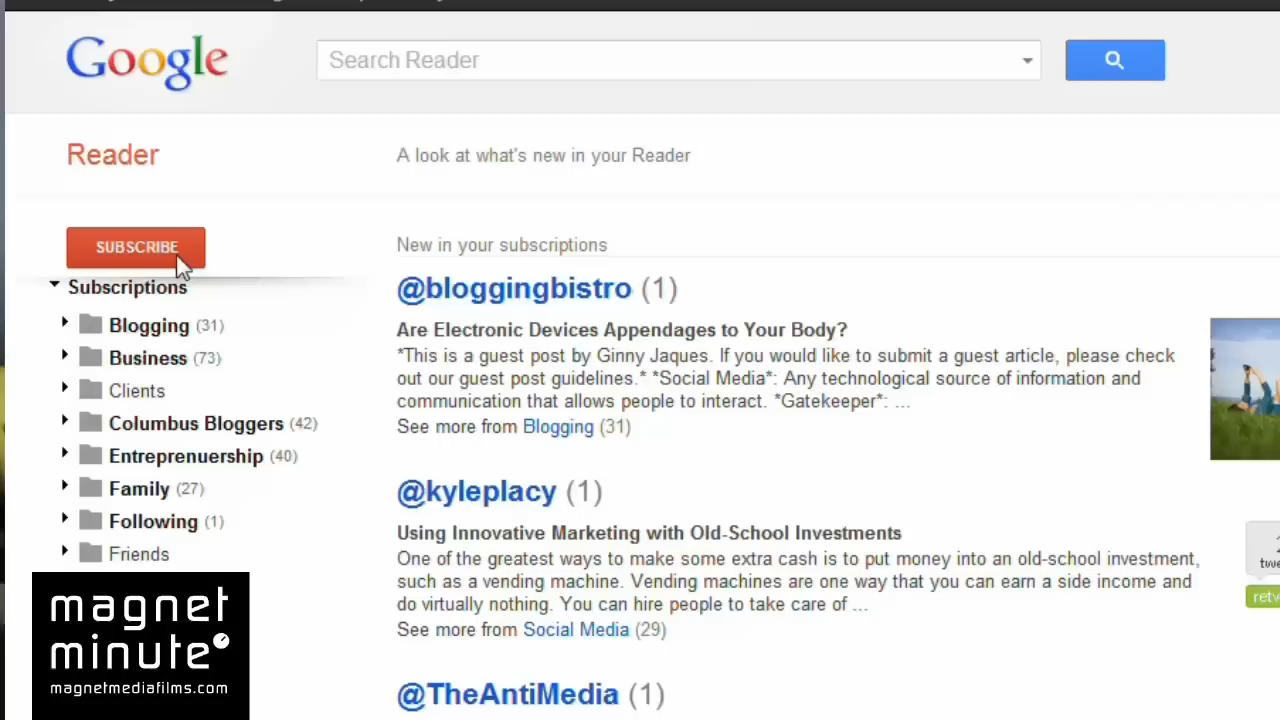 Google
Search Reader
Reader
A look at what's new in your Reader
SUBSCRIBE
Subscriptions
Blogging (31)
Business (73)
Clients
Columbus Bloggers (42)
Entreprenuership (40)
Family (27)
Following (1)
Friends
New in your subscriptions
@bloggingbistro (1)
Are Electronic Devices Appendages to Your Body?
*This is a guest post by Ginny Jaques. If you would like to submit a guest article, please check
out our guest post guidelines.* *Social Media*: Any technological source of information and
communication that allows people to interact. *Gatekeeper*: ...
See more from Blogging (31)
@kyleplacy (1)
Using Innovative Marketing with Old-School Investments
One of the greatest ways to make some extra cash is to put money into an old-school investment,
such as a vending machine. Vending machines are one way that you can earn a side income and
do virtually nothing. You can hire people to take care of ...
See more from Social Media (29)
@TheAntiMedia (1)
magnet
minute
magnetmediafilms.com